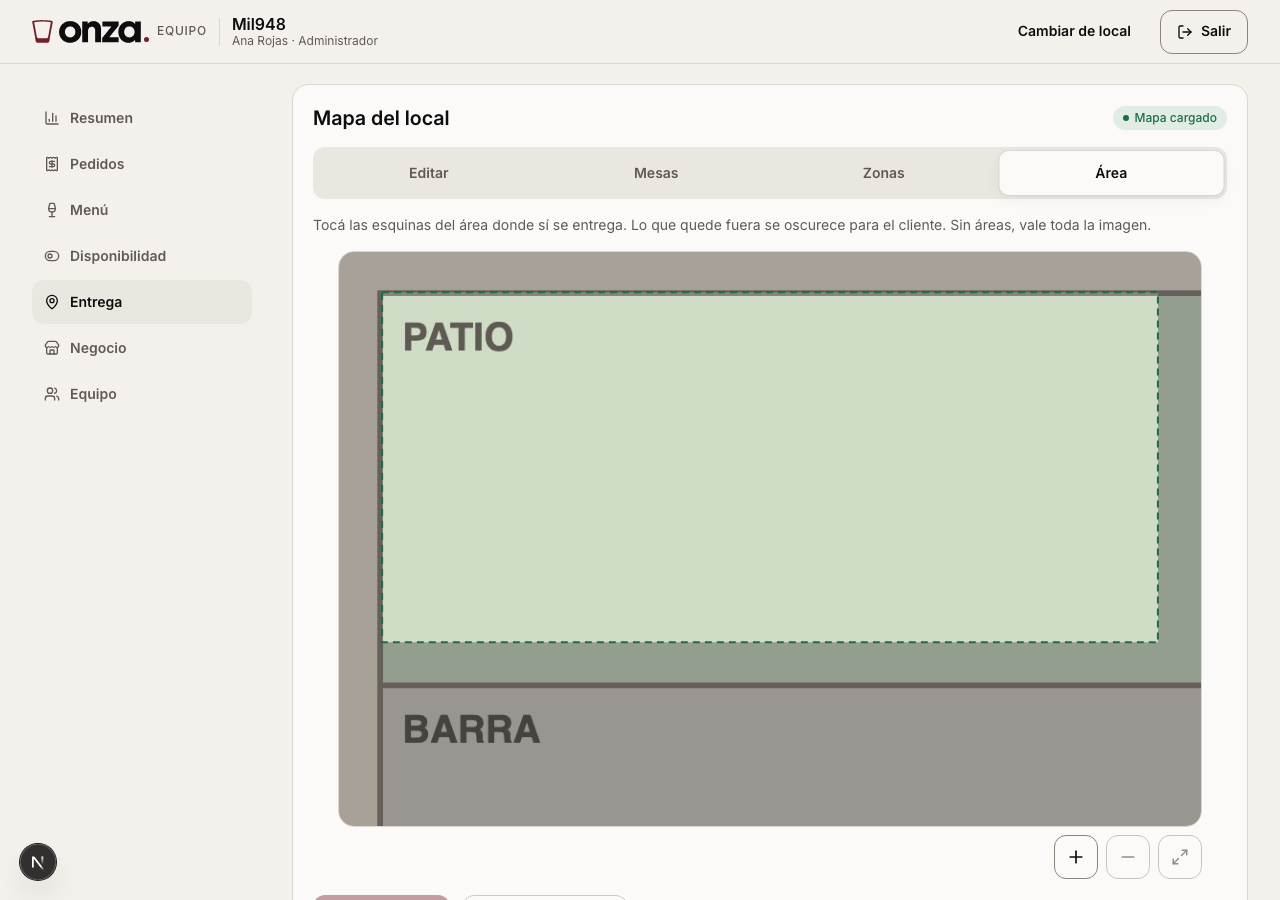 onza. EQUIPO
Mil948
Ana Rojas · Administrador
Cambiar de local
Salir
Resumen
Pedidos
Menú
Disponibilidad
Entrega
Negocio
Equipo
Mapa del local
Mapa cargado
Editar
Mesas
Zonas
Área
Tocá las esquinas del área donde sí se entrega. Lo que quede fuera se oscurece para el cliente. Sin áreas, vale toda la imagen.
PATIO
BARRA
N